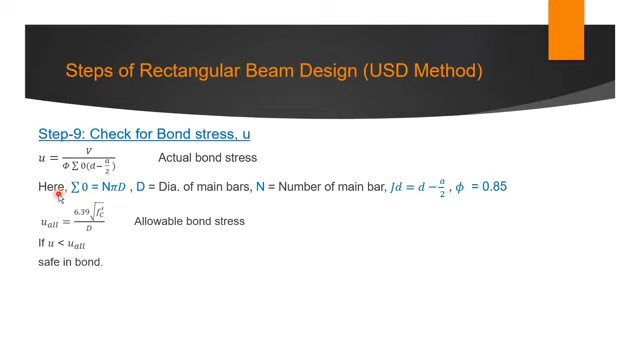 Steps of Rectangular Beam Design (USD Method)
Step-9: Check for Bond stress, u
u = V / Φ ∑ 0(d− a/2) Actual bond stress
Here, ∑ 0 = NπD , D = Dia. of main bars, N = Number of main bar, Jd = d − a/2 , ϕ = 0.85
u_all = 6.39√f'_C / D Allowable bond stress
If u < u_all
safe in bond.